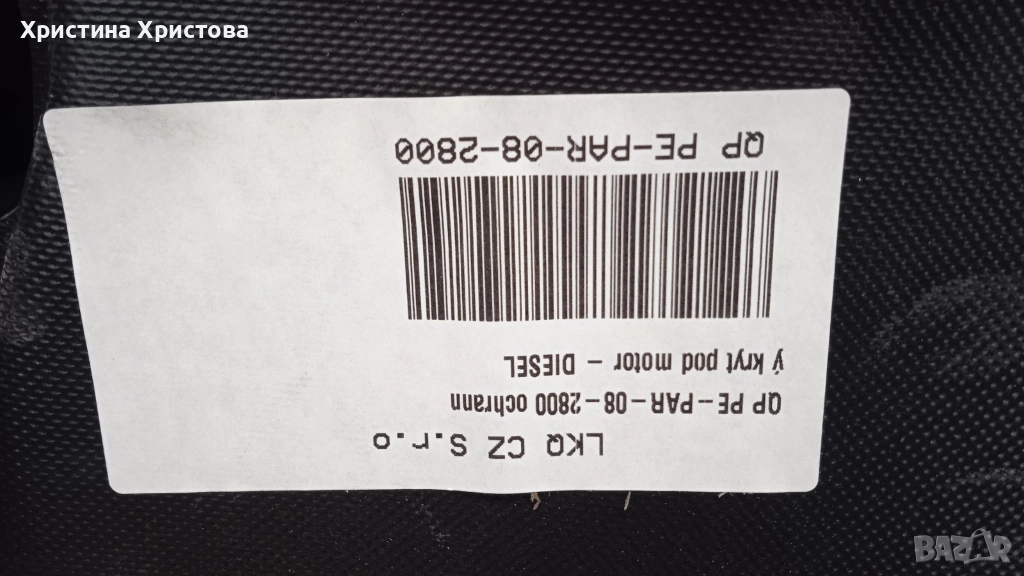 Христина Христова
LKQ CZ S.r.o
QP PE-PAR-08-2800 ochrann
ý kryt pod motor - DIESEL
QP PE-PAR-08-2800
BAZAR